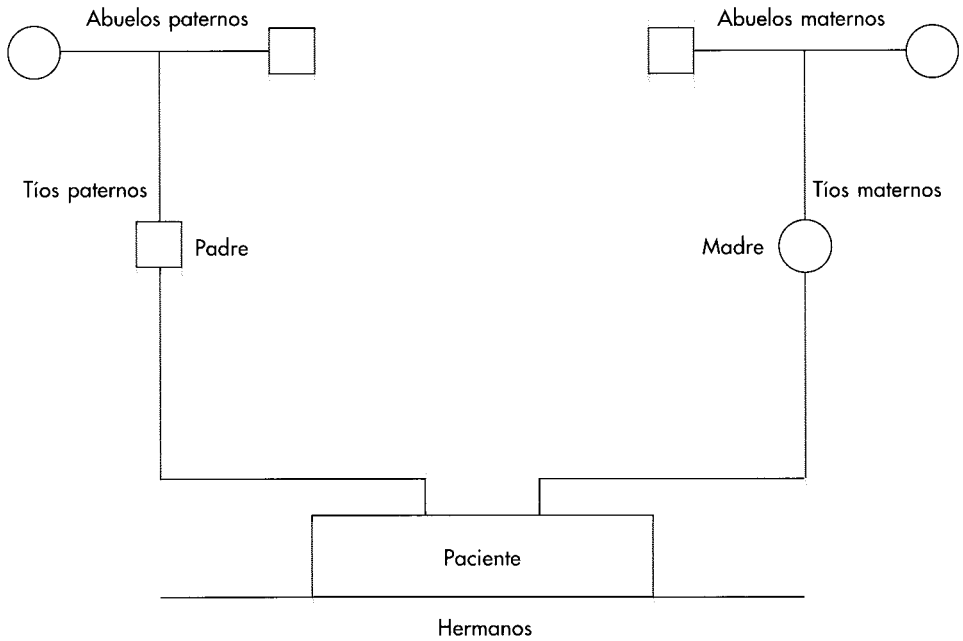 Abuelos paternos
Abuelos maternos
Tíos paternos
Tíos maternos
Padre
Madre
Paciente
Hermanos